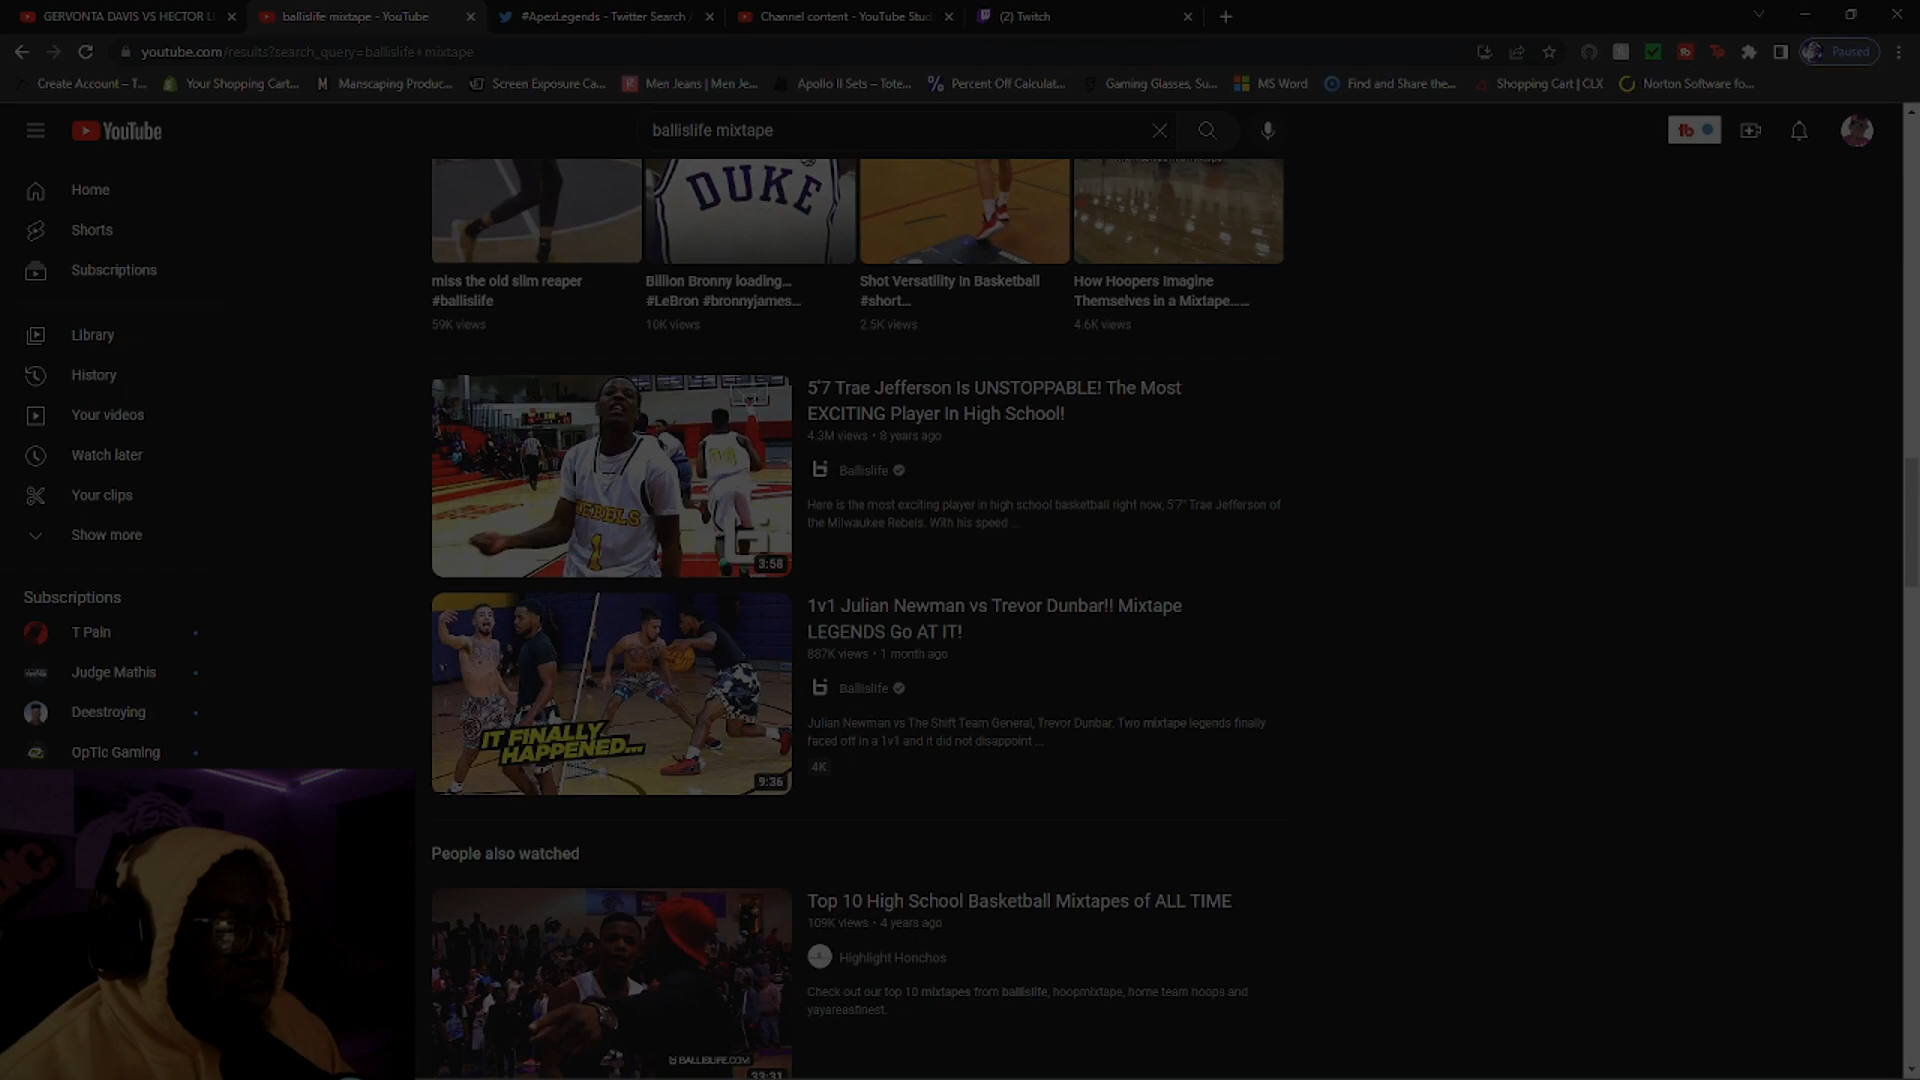 GERVONTA DAVIS VS HECTOR L
ballislife mixtape - YouTube
#ApexLegends - Twitter Search /
Channel content - YouTube Stud
(2) Twitch
youtube.com/results?search_query=ballislife+mixtape
Paused
Create Account – T...
Your Shopping Cart...
Manscaping Produc...
Screen Exposure Ca...
Men Jeans | Men Je...
Apollo II Sets – Tote...
Percent Off Calculat...
Gaming Glasses, Su...
MS Word
Find and Share the...
Shopping Cart | CLX
Norton Software fo...
YouTube
ballislife mixtape
Home
Shorts
Subscriptions
Library
History
Your videos
Watch later
Your clips
Show more
Subscriptions
T Pain
Judge Mathis
Deestroying
OpTic Gaming
DUKE
miss the old slim reaper
#ballislife
59K views
Billion Bronny loading...
#LeBron #bronnyjames...
10K views
Shot Versatility In Basketball
#short...
2.5K views
How Hoopers Imagine
Themselves in a Mixtape......
4.6K views
REBELS
1
3:58
5'7 Trae Jefferson Is UNSTOPPABLE! The Most
EXCITING Player In High School!
4.3M views • 8 years ago
Ballislife
Here is the most exciting player in high school basketball right now, 5'7" Trae Jefferson of
the Milwaukee Rebels. With his speed ...
IT FINALLY
HAPPENED...
9:36
1v1 Julian Newman vs Trevor Dunbar!! Mixtape
LEGENDS Go AT IT!
887K views • 1 month ago
Ballislife
Julian Newman vs The Shift Team General, Trevor Dunbar. Two mixtape legends finally
faced off in a 1v1 and it did not disappoint ...
4K
People also watched
BALLISLIFE.COM
33:31
Top 10 High School Basketball Mixtapes of ALL TIME
109K views • 4 years ago
Highlight Honchos
Check out our top 10 mixtapes from ballislife, hoopmixtape, home team hoops and
yayareasfinest.